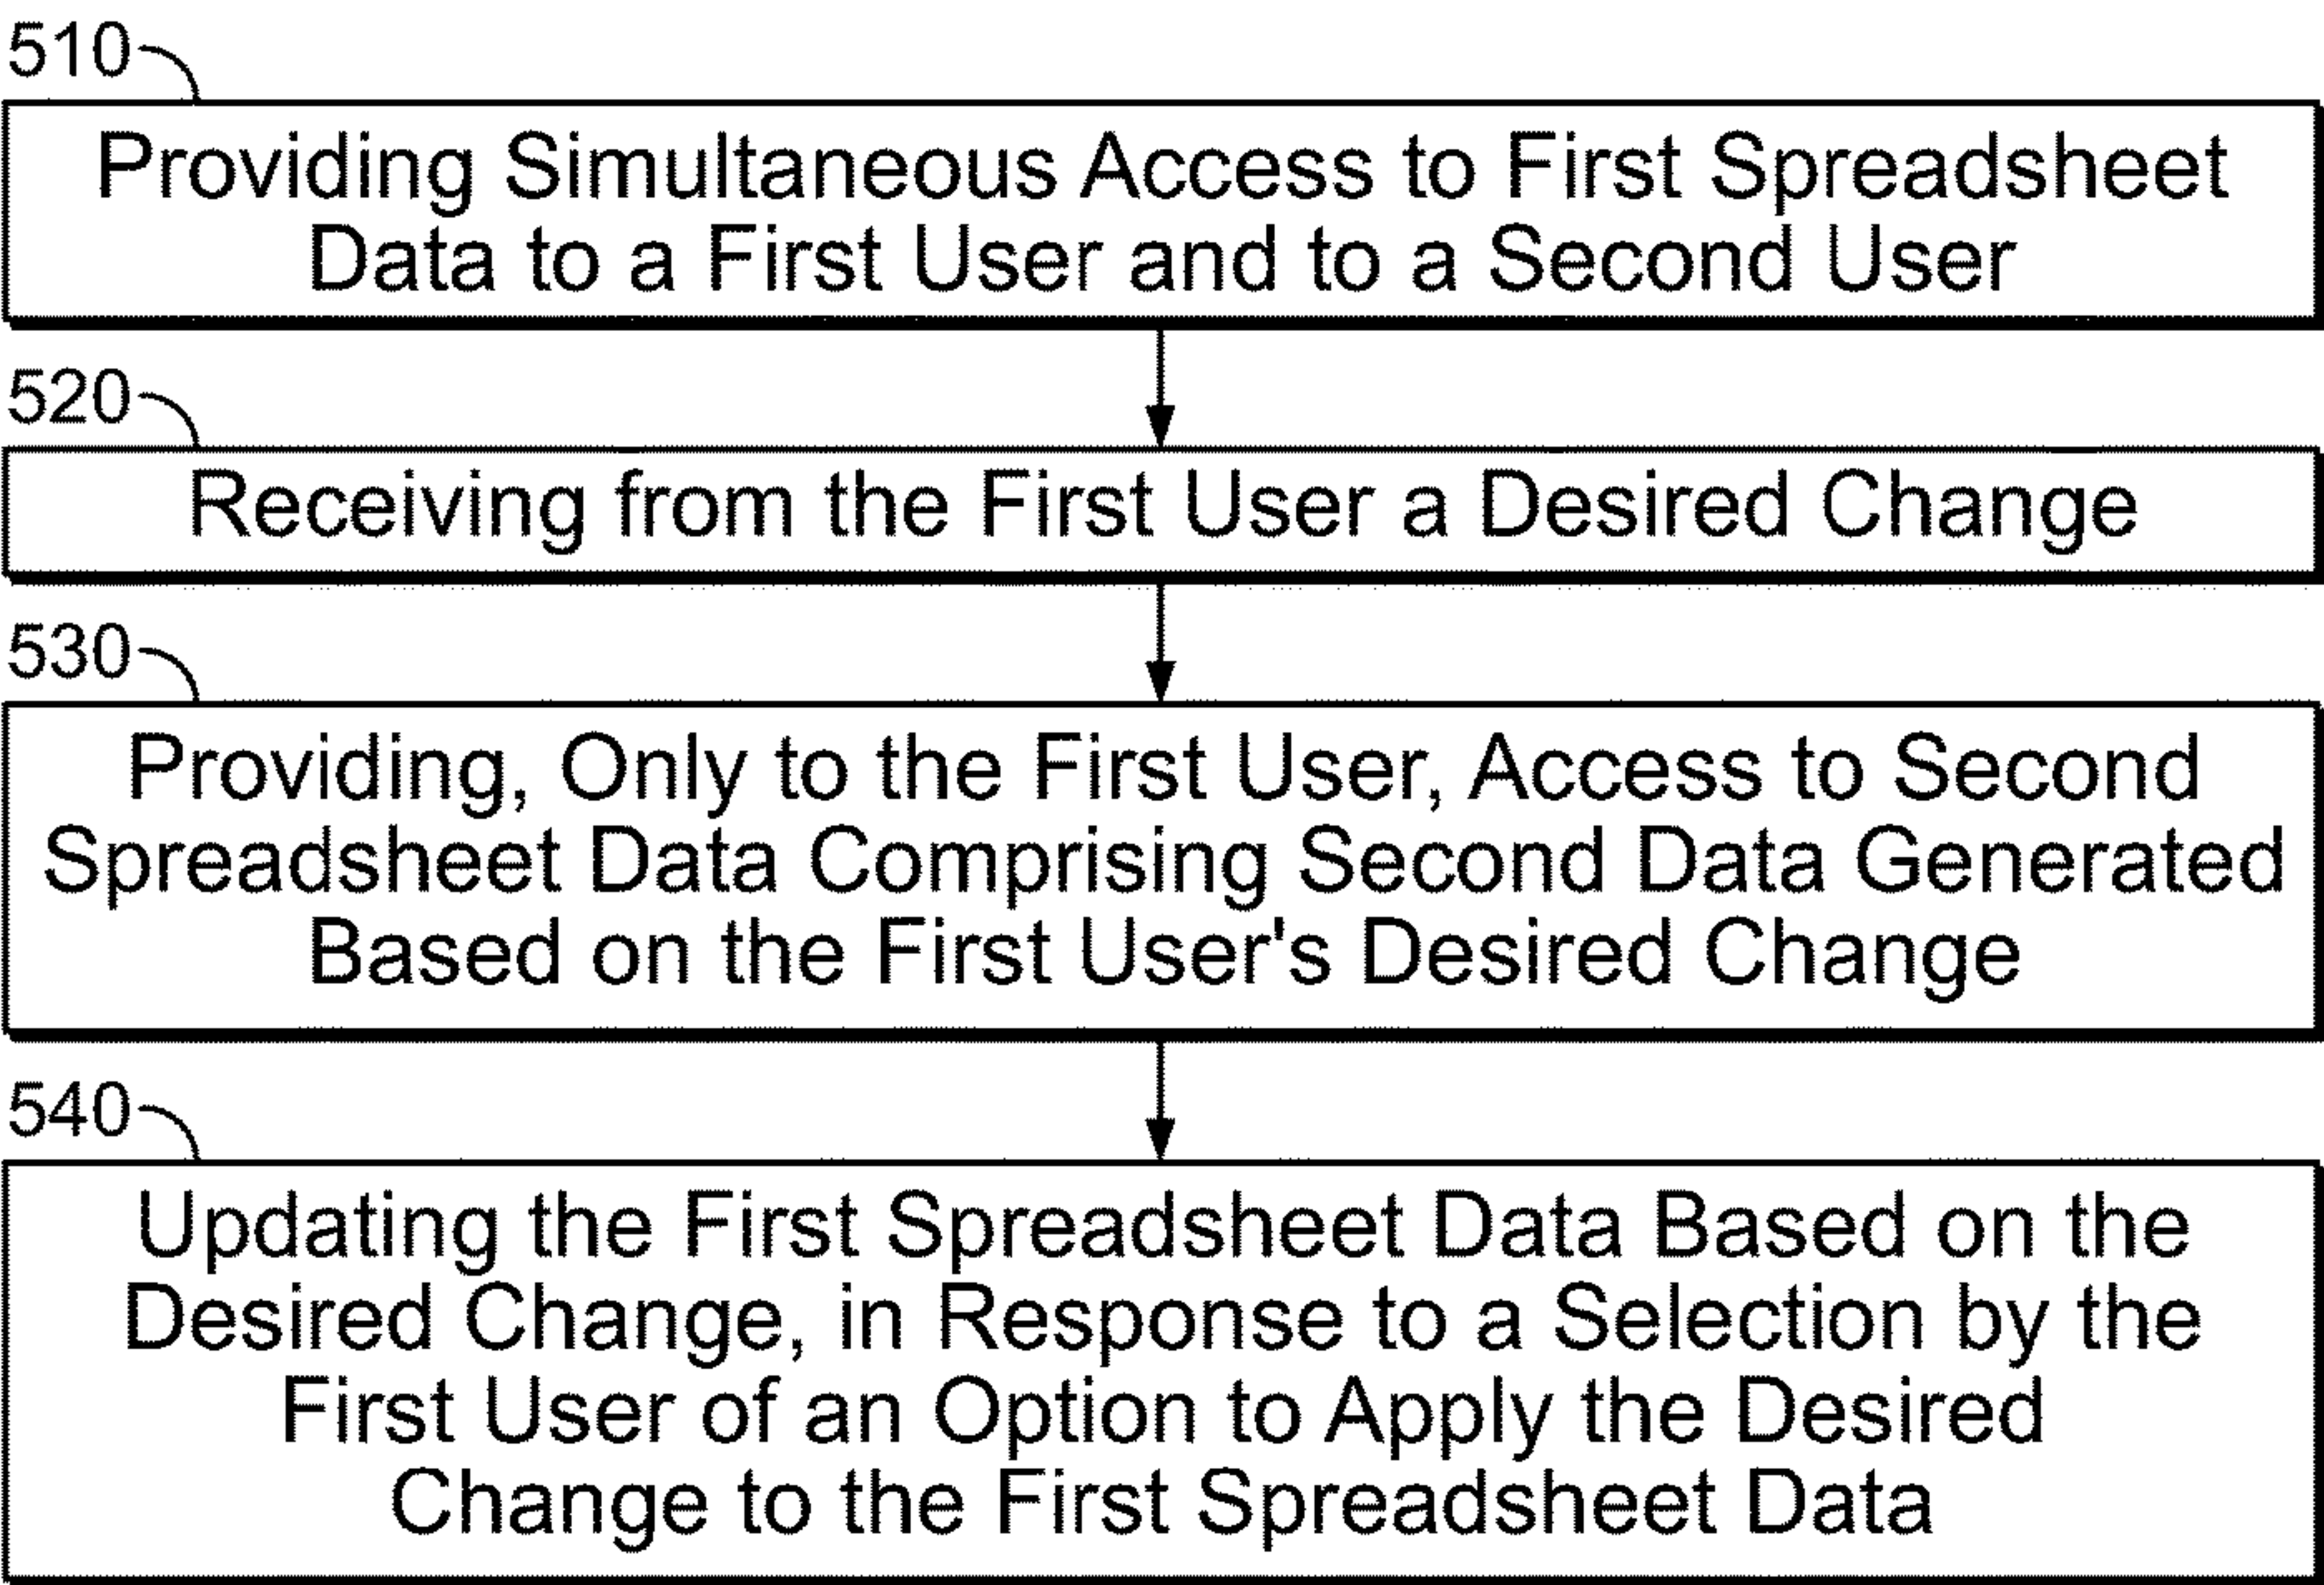 510
Providing Simultaneous Access to First Spreadsheet
Data to a First User and to a Second User
520
Receiving from the First User a Desired Change
530
Providing, Only to the First User, Access to Second
Spreadsheet Data Comprising Second Data Generated
Based on the First User's Desired Change
540
Updating the First Spreadsheet Data Based on the
Desired Change, in Response to a Selection by the
First User of an Option to Apply the Desired
Change to the First Spreadsheet Data